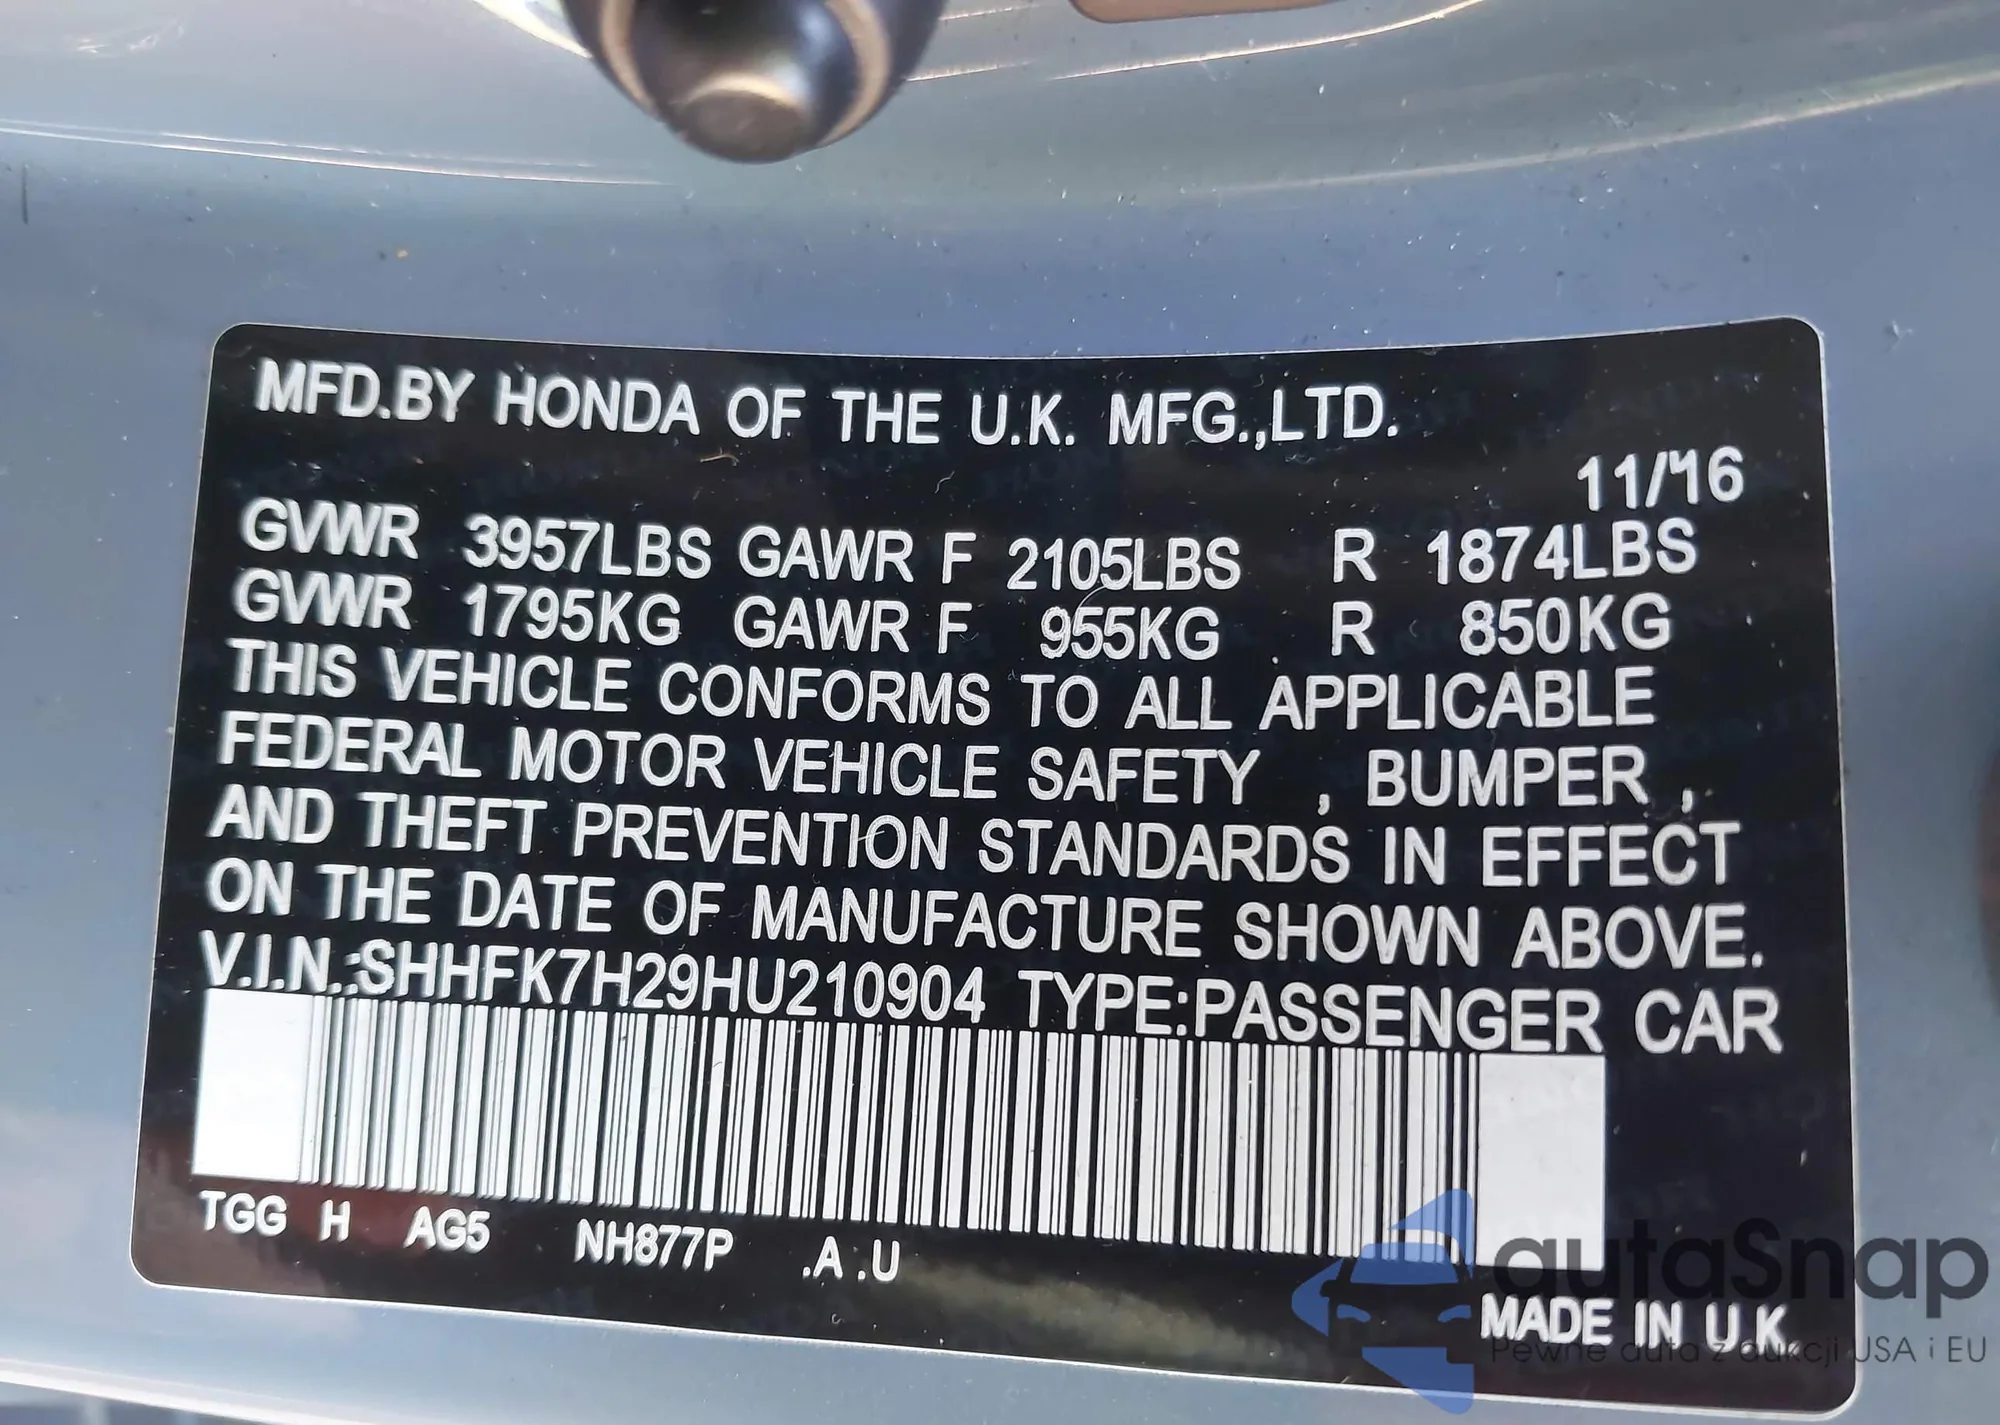 MFD.BY HONDA OF THE U.K. MFG.,LTD.
11/16
GVWR 3957LBS GAWR F 2105LBS R 1874LBS
GVWR 1795KG GAWR F 955KG R 850KG
THIS VEHICLE CONFORMS TO ALL APPLICABLE
FEDERAL MOTOR VEHICLE SAFETY , BUMPER ,
AND THEFT PREVENTION STANDARDS IN EFFECT
ON THE DATE OF MANUFACTURE SHOWN ABOVE.
V.I.N.:SHHFK7H29HU210904 TYPE:PASSENGER CAR
TGG H AG5 NH877P .A .U
MADE IN U.K.
autaSnap
Pewne auta z aukcji USA i EU